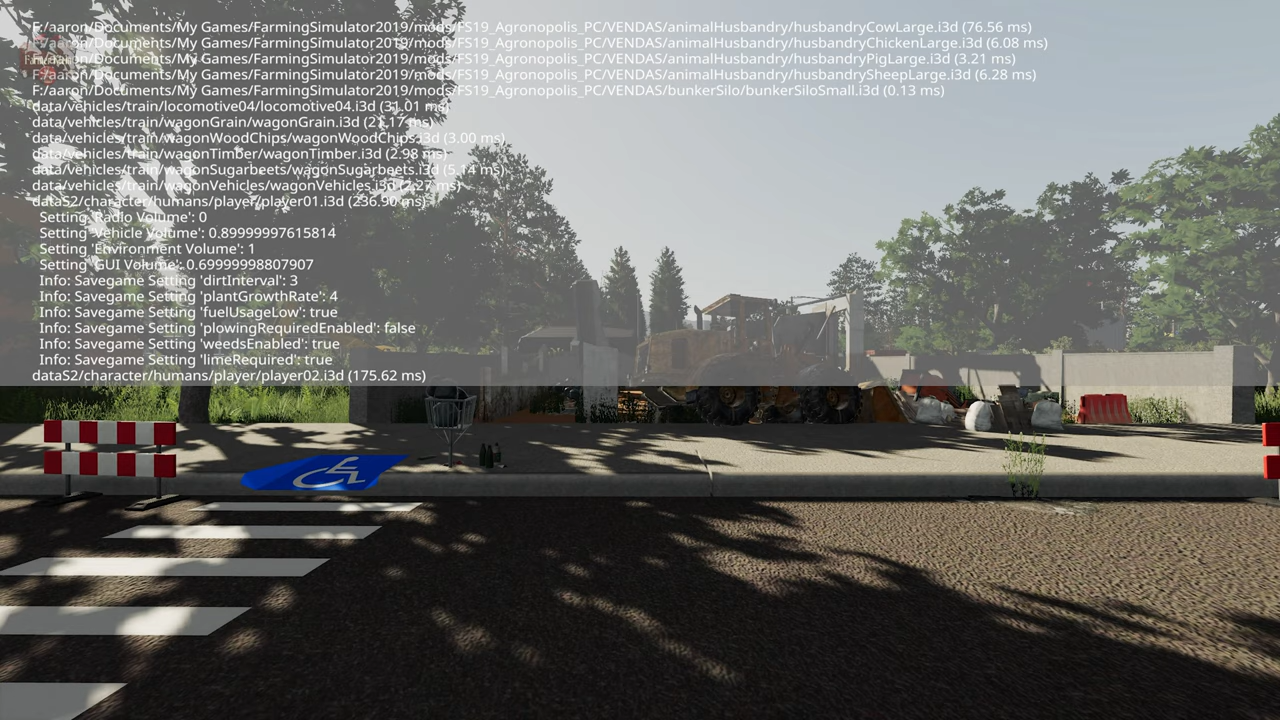 F:/aaron/Documents/My Games/FarmingSimulator2019/mods/FS19_Agronopolis_PC/VENDAS/animalHusbandry/husbandryCowLarge.i3d (76.56 ms)
F:/aaron/Documents/My Games/FarmingSimulator2019/mods/FS19_Agronopolis_PC/VENDAS/animalHusbandry/husbandryChickenLarge.i3d (6.08 ms)
F:/aaron/Documents/My Games/FarmingSimulator2019/mods/FS19_Agronopolis_PC/VENDAS/animalHusbandry/husbandryPigLarge.i3d (3.21 ms)
F:/aaron/Documents/My Games/FarmingSimulator2019/mods/FS19_Agronopolis_PC/VENDAS/animalHusbandry/husbandrySheepLarge.i3d (6.28 ms)
F:/aaron/Documents/My Games/FarmingSimulator2019/mods/FS19_Agronopolis_PC/VENDAS/bunkerSilo/bunkerSiloSmall.i3d (0.13 ms)
data/vehicles/train/locomotive04/locomotive04.i3d (31.01 ms)
data/vehicles/train/wagonGrain/wagonGrain.i3d (21.17 ms)
data/vehicles/train/wagonWoodChips/wagonWoodChips.i3d (3.00 ms)
data/vehicles/train/wagonTimber/wagonTimber.i3d (2.98 ms)
data/vehicles/train/wagonSugarbeets/wagonSugarbeets.i3d (5.14 ms)
data/vehicles/train/wagonVehicles/wagonVehicles.i3d (2.27 ms)
dataS2/character/humans/player/player01.i3d (236.90 ms)
Setting 'Radio Volume': 0
Setting 'Vehicle Volume': 0.89999997615814
Setting 'Environment Volume': 1
Setting 'GUI Volume': 0.69999998807907
Info: Savegame Setting 'dirtInterval': 3
Info: Savegame Setting 'plantGrowthRate': 4
Info: Savegame Setting 'fuelUsageLow': true
Info: Savegame Setting 'plowingRequiredEnabled': false
Info: Savegame Setting 'weedsEnabled': true
Info: Savegame Setting 'limeRequired': true
dataS2/character/humans/player/player02.i3d (175.62 ms)